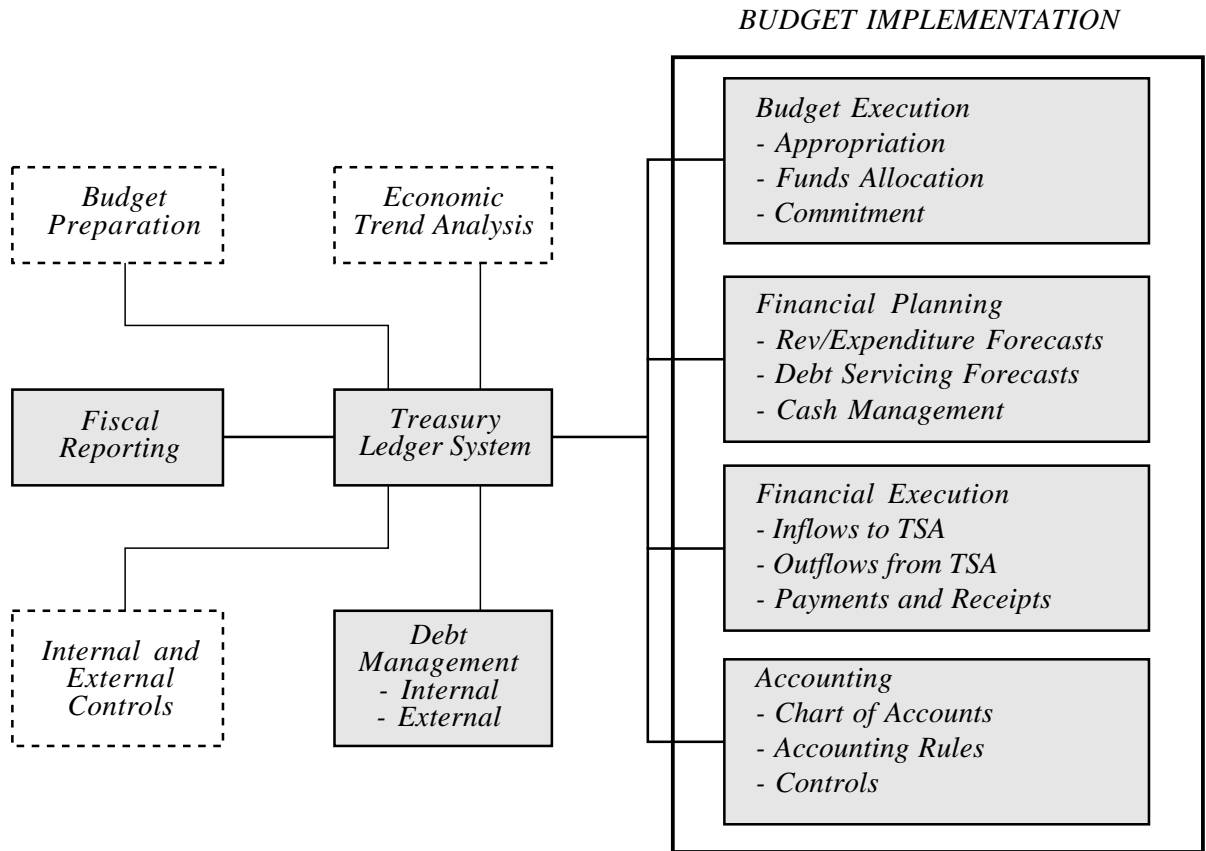 BUDGET IMPLEMENTATION
Budget
Preparation
Economic
Trend Analysis
Fiscal
Reporting
Treasury
Ledger System
Internal and
External
Controls
Debt
Management
- Internal
- External
Budget Execution
- Appropriation
- Funds Allocation
- Commitment
Financial Planning
- Rev/Expenditure Forecasts
- Debt Servicing Forecasts
- Cash Management
Financial Execution
- Inflows to TSA
- Outflows from TSA
- Payments and Receipts
Accounting
- Chart of Accounts
- Accounting Rules
- Controls